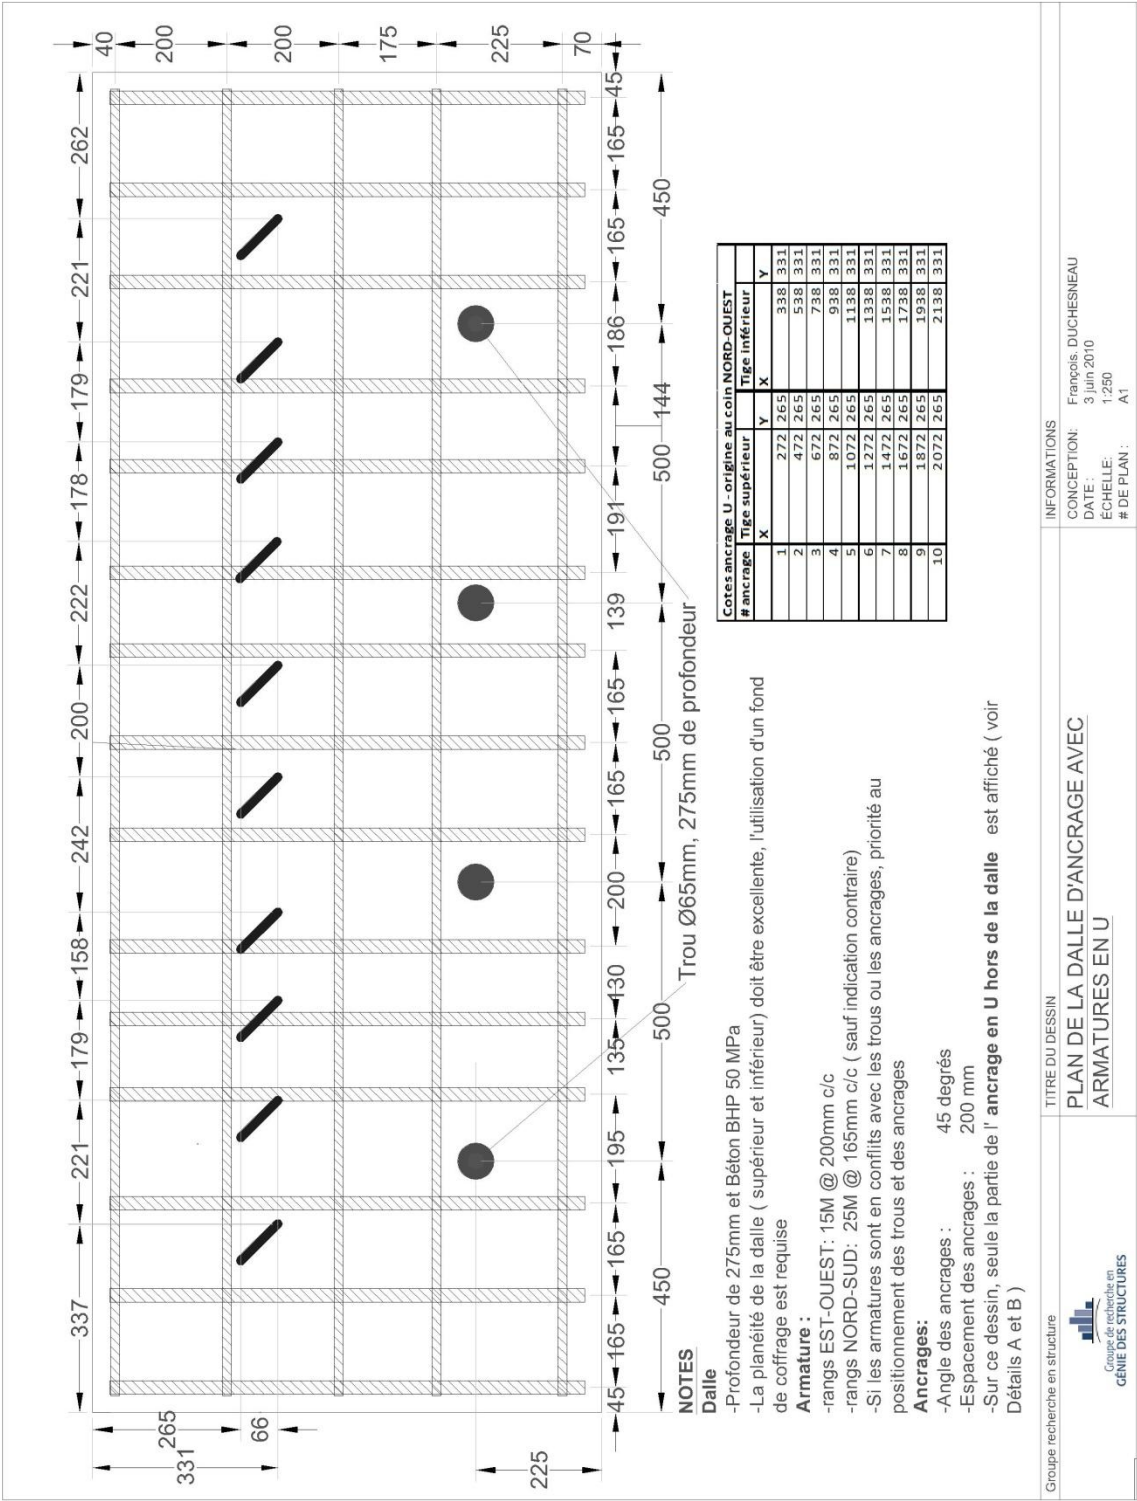 337
221
179
158
242
200
222
178
179
221
262
40
200
200
175
225
70
265
66
331
225
45
165
165
195
135
130
200
165
165
139
191
144
186
165
165
45
450
500
500
500
450
Trou Ø65mm, 275mm de profondeur
NOTES
Dalle
-Profondeur de 275mm et Béton BHP 50 MPa
-La planéité de la dalle ( supérieur et inférieur) doit être excellente, l'utilisation d'un fond
de coffrage est requise
Armature :
-rangs EST-OUEST: 15M @ 200mm c/c
-rangs NORD-SUD: 25M @ 165mm c/c ( sauf indication contraire)
-Si les armatures sont en conflits avec les trous ou les ancrages, priorité au
positionnement des trous et des ancrages
Ancrages:
-Angle des ancrages : 45 degrés
-Espacement des ancrages : 200 mm
-Sur ce dessin, seule la partie de l' ancrage en U hors de la dalle est affiché ( voir
Détails A et B )
Cotes ancrage U - origine au coin NORD-OUEST
# ancrage Tige supérieur Tige inférieur
X Y X Y
1 272 265 338 331
2 472 265 538 331
3 672 265 738 331
4 872 265 938 331
5 1072 265 1138 331
6 1272 265 1338 331
7 1472 265 1538 331
8 1672 265 1738 331
9 1872 265 1938 331
10 2072 265 2138 331
Groupe recherche en structure
Groupe de recherche en
GÉNIE DES STRUCTURES
TITRE DU DESSIN
PLAN DE LA DALLE D'ANCRAGE AVEC
ARMATURES EN U
INFORMATIONS
CONCEPTION: François. DUCHESNEAU
DATE : 3 juin 2010
ÉCHELLE: 1:250
# DE PLAN : A1